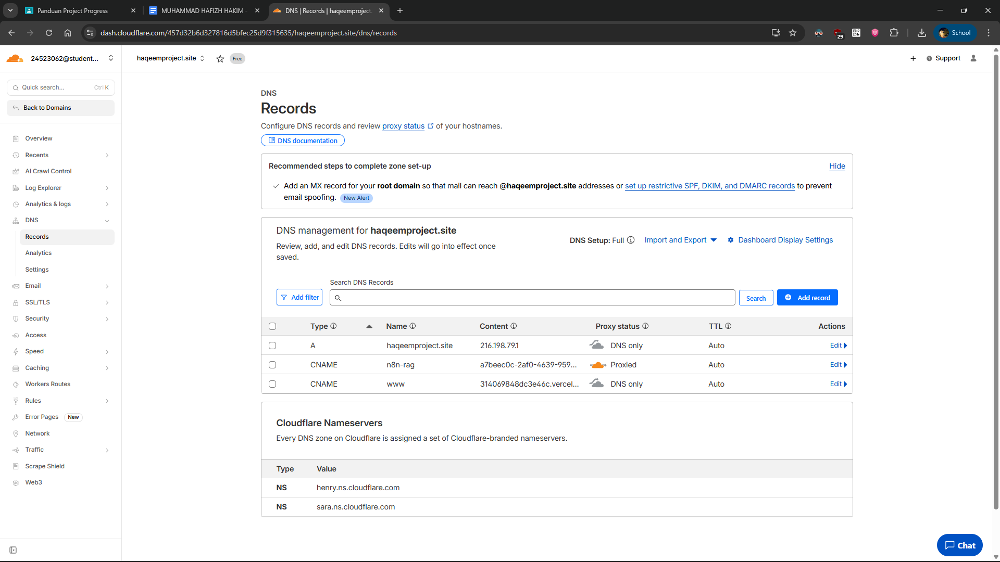 Panduan Project Progress
MUHAMMAD HAFIZH HAKIM -
DNS | Records | haqeemproject.
dash.cloudflare.com/457d32b6d327816d5bfec25d9f315635/haqeemproject.site/dns/records
29
School
24523062@student...
haqeemproject.site
Free
Support
Quick search...
Ctrl K
Back to Domains
Overview
Recents
AI Crawl Control
Log Explorer
Analytics & logs
DNS
Records
Analytics
Settings
Email
SSL/TLS
Security
Access
Speed
Caching
Workers Routes
Rules
Error Pages New
Network
Traffic
Scrape Shield
Web3
DNS
Records
Configure DNS records and review proxy status of your hostnames.
DNS documentation
Recommended steps to complete zone set-up
Hide
Add an MX record for your root domain so that mail can reach @haqeemproject.site addresses or set up restrictive SPF, DKIM, and DMARC records to prevent
email spoofing. New Alert
DNS management for haqeemproject.site
Review, add, and edit DNS records. Edits will go into effect once
saved.
DNS Setup: Full
Import and Export
Dashboard Display Settings
Search DNS Records
Add filter
Search
Add record
Type Name Content Proxy status TTL Actions
A haqeemproject.site 216.198.79.1 DNS only Auto Edit
CNAME n8n-rag a7beec0c-2af0-4639-959... Proxied Auto Edit
CNAME www 314069848dc3e46c.vercel... DNS only Auto Edit
Cloudflare Nameservers
Every DNS zone on Cloudflare is assigned a set of Cloudflare-branded nameservers.
Type Value
NS henry.ns.cloudflare.com
NS sara.ns.cloudflare.com
Chat